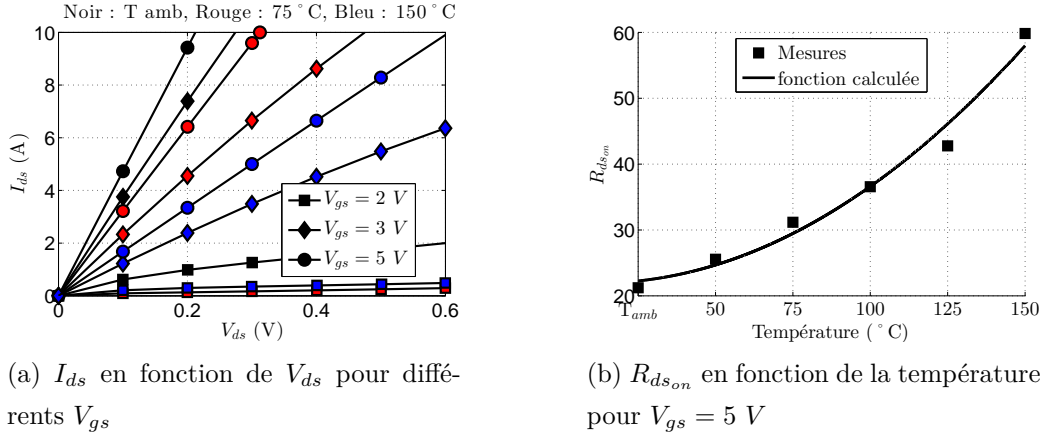 Noir : T amb, Rouge : 75 °C, Bleu : 150 °C
10
8
6
4
2
0
I_ds (A)
V_gs = 2 V
V_gs = 3 V
V_gs = 5 V
0 0.2 0.4 0.6
V_ds (V)
60
50
40
30
20
R_ds_on
Mesures
fonction calculée
T_amb 50 75 100 125 150
Température (°C)
(a) I_ds en fonction de V_ds pour diffé-
rents V_gs
(b) R_ds_on en fonction de la température
pour V_gs = 5 V